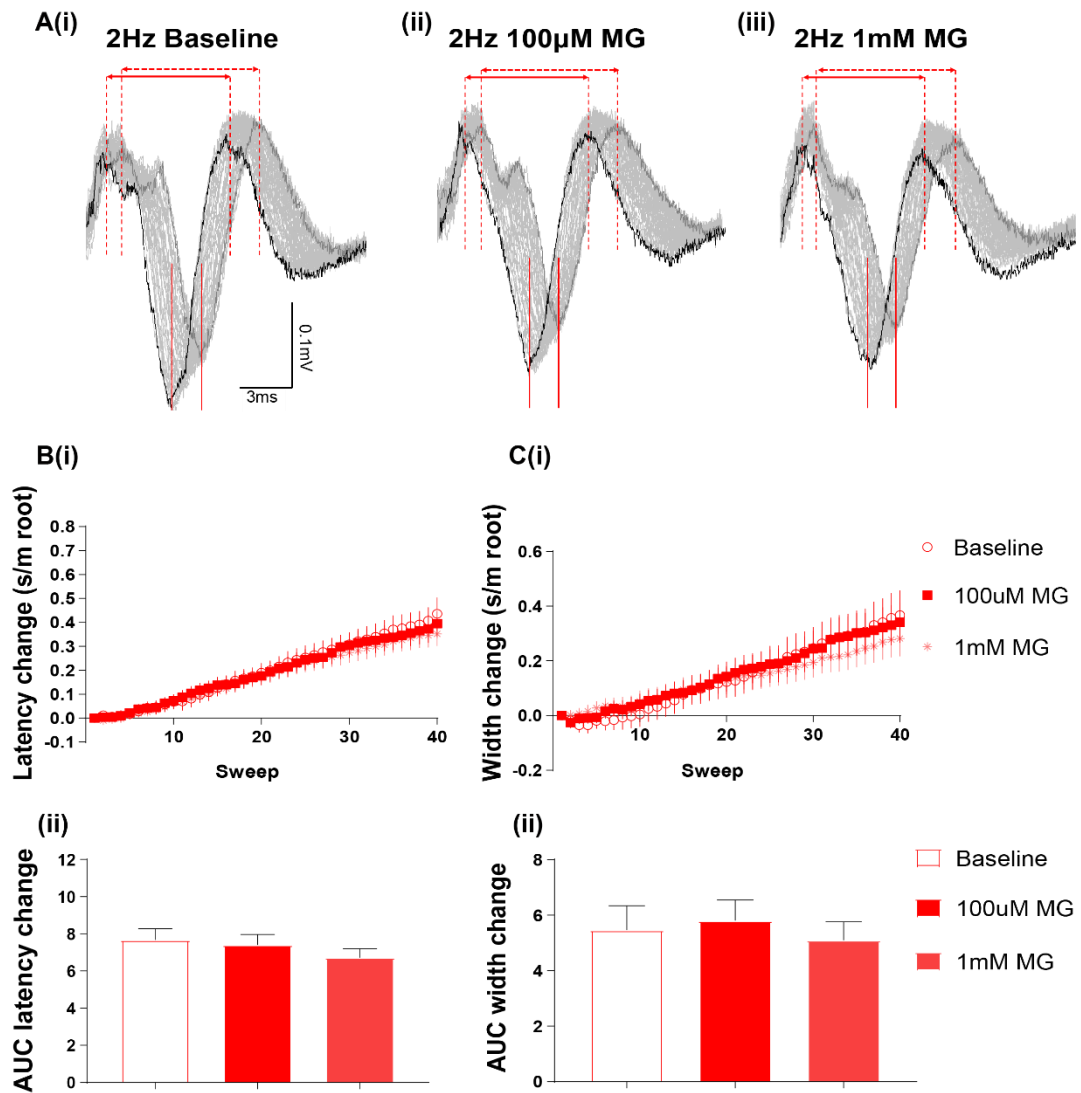 A(i)
2Hz Baseline
(ii)
2Hz 100µM MG
(iii)
2Hz 1mM MG
0.1mV
3ms
B(i)
Latency change (s/m root)
0.8
0.7
0.6
0.5
0.4
0.3
0.2
0.1
0.0
-0.1
10
20
30
40
Sweep
C(i)
Width change (s/m root)
0.6
0.4
0.2
0.0
-0.2
10
20
30
40
Sweep
Baseline
100uM MG
1mM MG
(ii)
AUC latency change
12
10
8
6
4
2
0
(ii)
AUC width change
8
6
4
2
0
Baseline
100uM MG
1mM MG